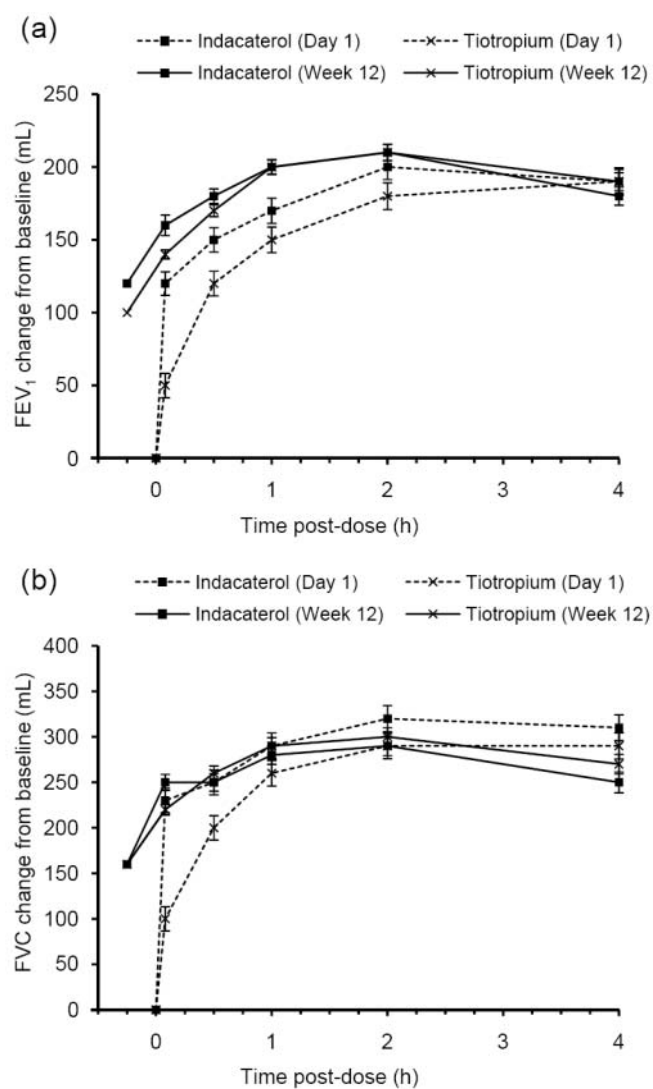 (a)
Indacaterol (Day 1) Tiotropium (Day 1)
Indacaterol (Week 12) Tiotropium (Week 12)
250
200
150
100
50
0
FEV₁ change from baseline (mL)
0 1 2 3 4
Time post-dose (h)
(b)
Indacaterol (Day 1) Tiotropium (Day 1)
Indacaterol (Week 12) Tiotropium (Week 12)
400
350
300
250
200
150
100
50
0
FVC change from baseline (mL)
0 1 2 3 4
Time post-dose (h)